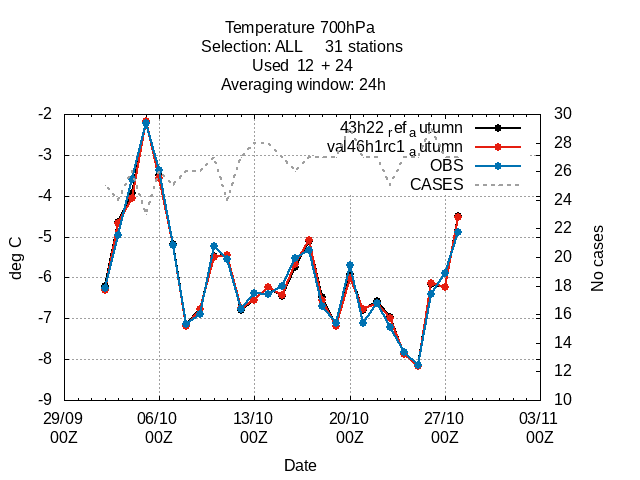 Temperature 700hPa
Selection: ALL 31 stations
Used 12 + 24
Averaging window: 24h
43h22 ref a utumn
val46h1rc1 a utumn
OBS
CASES
-2
-3
-4
-5
-6
-7
-8
-9
deg C
30
28
26
24
22
20
18
16
14
12
10
No cases
29/09 06/10 13/10 20/10 27/10 03/11
00Z 00Z 00Z 00Z 00Z 00Z
Date